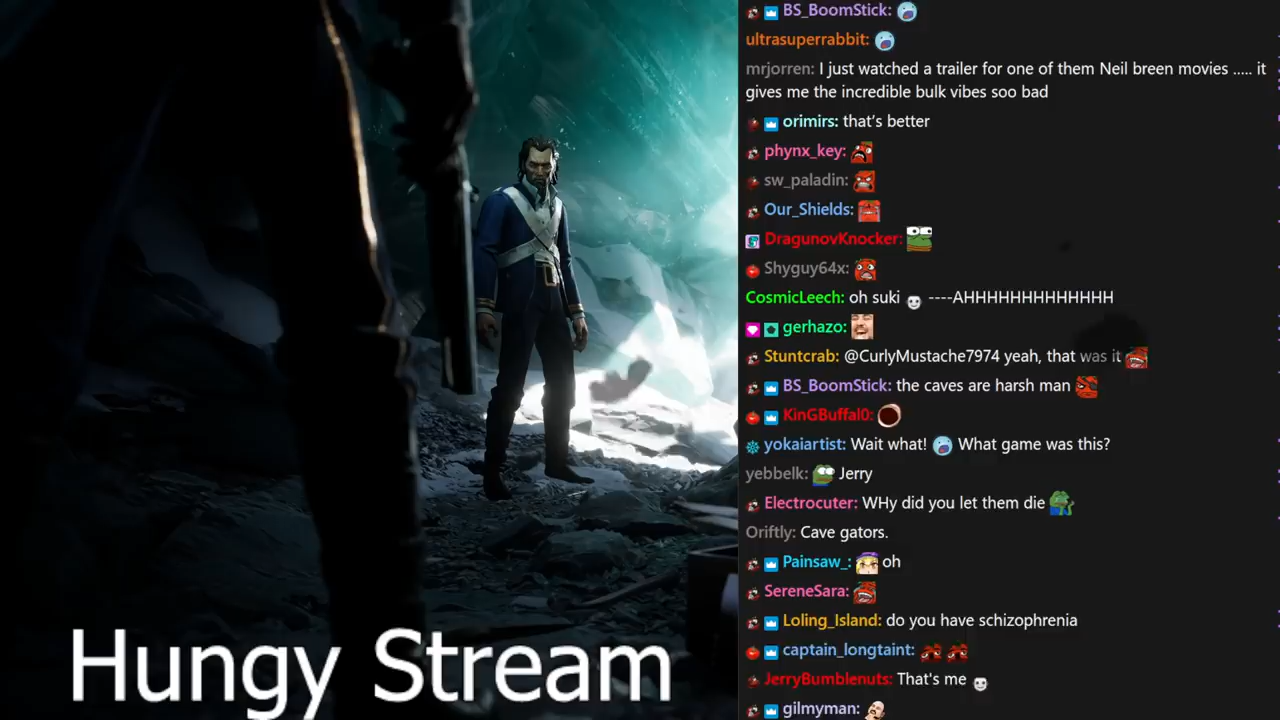 BS_BoomStick:
ultrasuperrabbit:
mrjorren: I just watched a trailer for one of them Neil breen movies ..... it
gives me the incredible bulk vibes soo bad
orimirs: that's better
phynx_key:
sw_paladin:
Our_Shields:
DragunovKnocker:
Shyguy64x:
CosmicLeech: oh suki ----AHHHHHHHHHHHHH
gerhazo:
Stuntcrab: @CurlyMustache7974 yeah, that was it
BS_BoomStick: the caves are harsh man
KinGBuffal0:
yokaiartist: Wait what! What game was this?
yebbelk: Jerry
Electrocuter: WHy did you let them die
Oriftly: Cave gators.
Painsaw_: oh
SereneSara:
Loling_Island: do you have schizophrenia
captain_longtaint:
JerryBumblenuts: That's me
gilmyman:
Hungy Stream